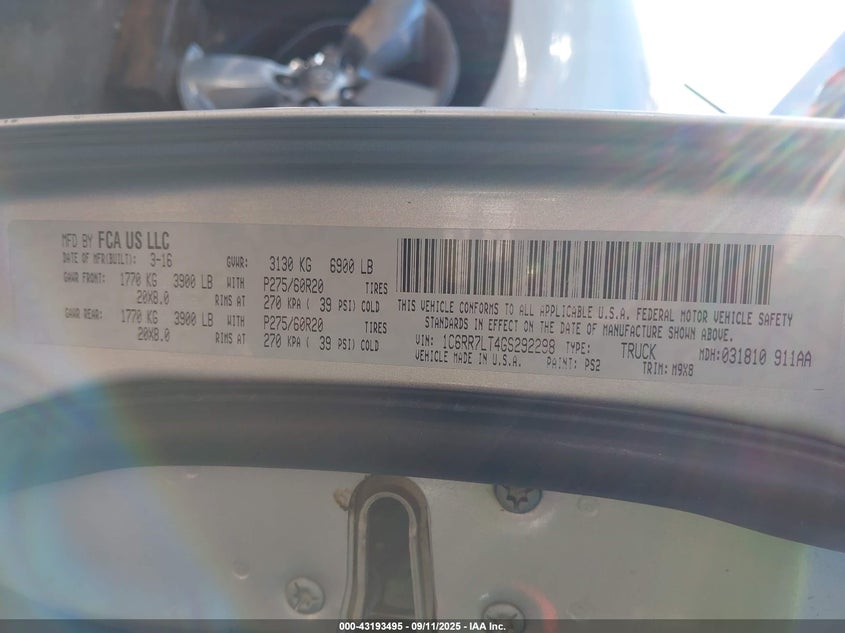 MFD BY FCA US LLC
DATE OF MFR(BUILT): 3-16 GVWR: 3130 KG 6900 LB
GAWR FRONT: 1770 KG 3900 LB WITH P275/60R20 TIRES
20X8.0 RIMS AT 270 KPA ( 39 PSI) COLD
GAWR REAR: 1770 KG 3900 LB WITH P275/60R20 TIRES
20X8.0 RIMS AT 270 KPA ( 39 PSI) COLD
THIS VEHICLE CONFORMS TO ALL APPLICABLE U.S.A. FEDERAL MOTOR VEHICLE SAFETY
STANDARDS IN EFFECT ON THE DATE OF MANUFACTURE SHOWN ABOVE.
VIN: 1C6RR7LT4GS292298 TYPE: TRUCK MDH: 031810 911AA
VEHICLE MADE IN U.S.A. PAINT: PS2 TRIM: M9X8
000-43193495 - 09/11/2025 - IAA Inc.